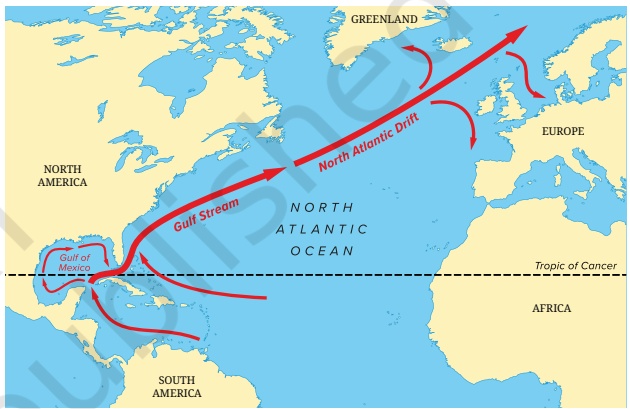 GREENLAND
EUROPE
NORTH
AMERICA
North Atlantic Drift
Gulf Stream
NORTH
ATLANTIC
OCEAN
Gulf of
Mexico
Tropic of Cancer
AFRICA
SOUTH
AMERICA
published